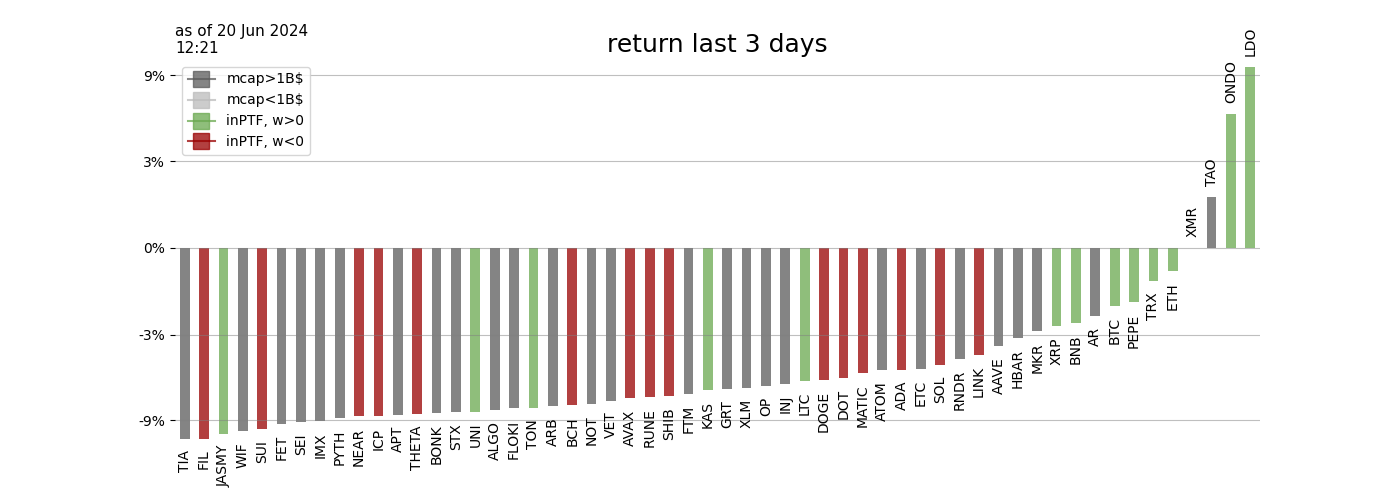 as of 20 Jun 2024
12:21
return last 3 days
mcap>1B$
mcap<1B$
inPTF, w>0
inPTF, w<0
9%
3%
0%
-3%
-9%
TIA
FIL
JASMY
WIF
SUI
FET
SEI
IMX
PYTH
NEAR
ICP
APT
THETA
BONK
STX
UNI
ALGO
FLOKI
TON
ARB
BCH
NOT
VET
AVAX
RUNE
SHIB
FTM
KAS
GRT
XLM
OP
INJ
LTC
DOGE
DOT
MATIC
ATOM
ADA
ETC
SOL
RNDR
LINK
AAVE
HBAR
MKR
XRP
BNB
AR
BTC
PEPE
TRX
ETH
XMR
TAO
ONDO
LDO